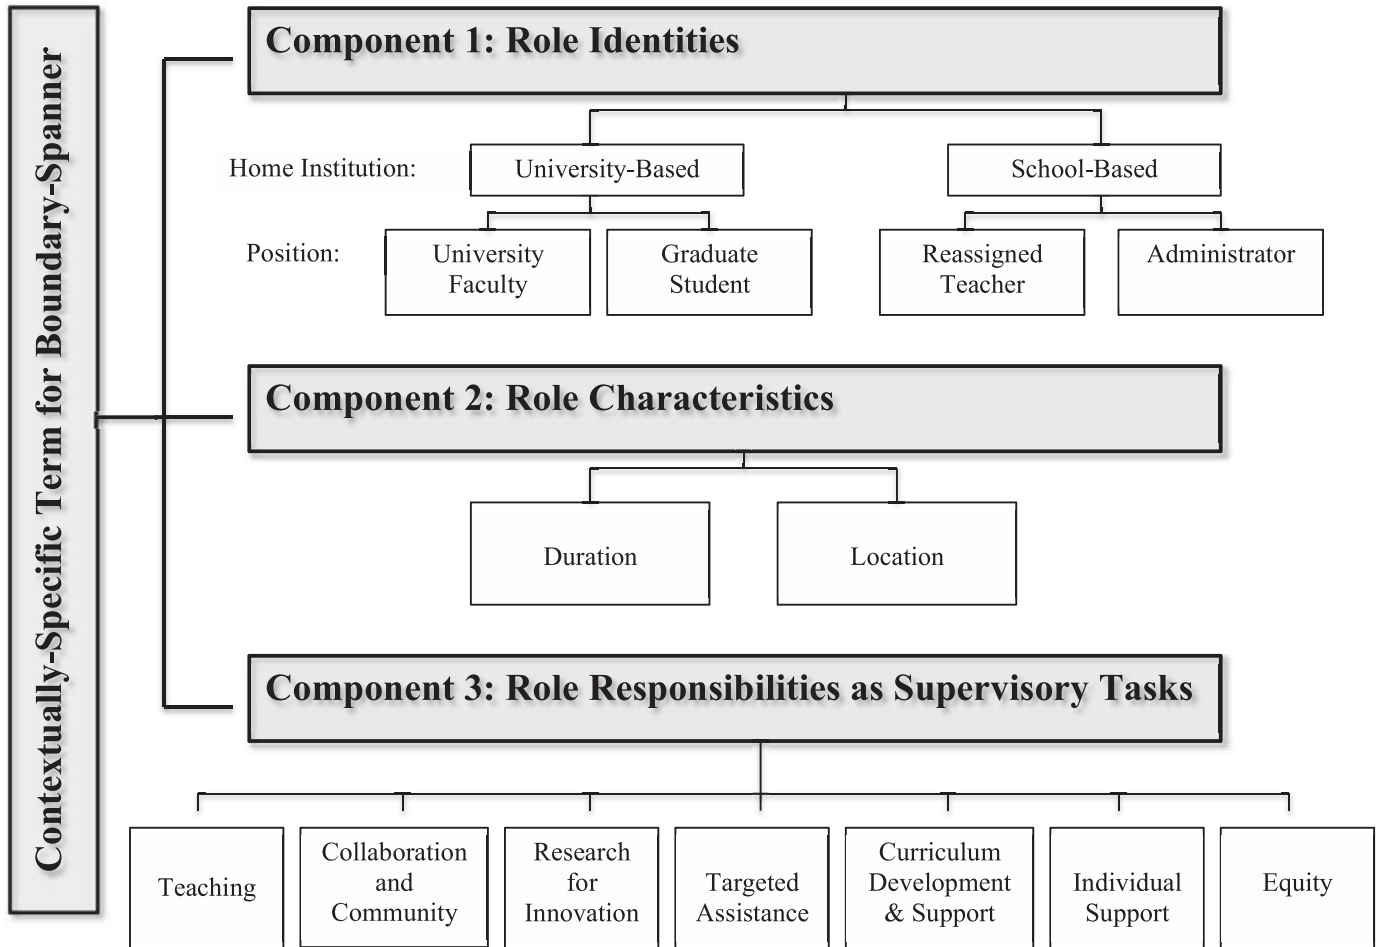 Contextually-Specific Term for Boundary-Spanner
Component 1: Role Identities
Home Institution:
University-Based
School-Based
Position:
University
Faculty
Graduate
Student
Reassigned
Teacher
Administrator
Component 2: Role Characteristics
Duration
Location
Component 3: Role Responsibilities as Supervisory Tasks
Teaching
Collaboration
and
Community
Research
for
Innovation
Targeted
Assistance
Curriculum
Development
& Support
Individual
Support
Equity